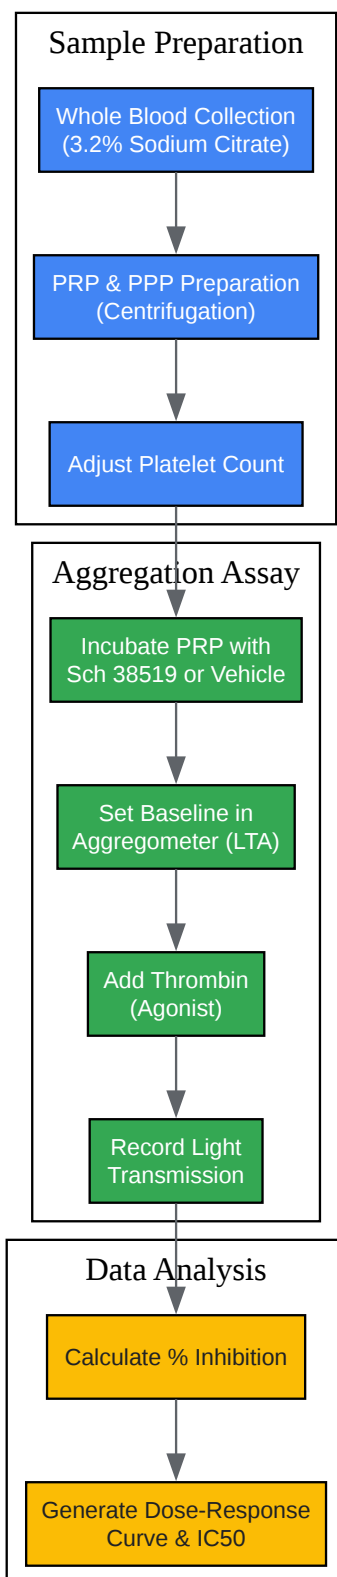 Sample Preparation
Whole Blood Collection
(3.2% Sodium Citrate)
PRP & PPP Preparation
(Centrifugation)
Adjust Platelet Count
Aggregation Assay
Incubate PRP with
Sch 38519 or Vehicle
Set Baseline in
Aggregometer (LTA)
Add Thrombin
(Agonist)
Record Light
Transmission
Data Analysis
Calculate % Inhibition
Generate Dose-Response
Curve & IC50